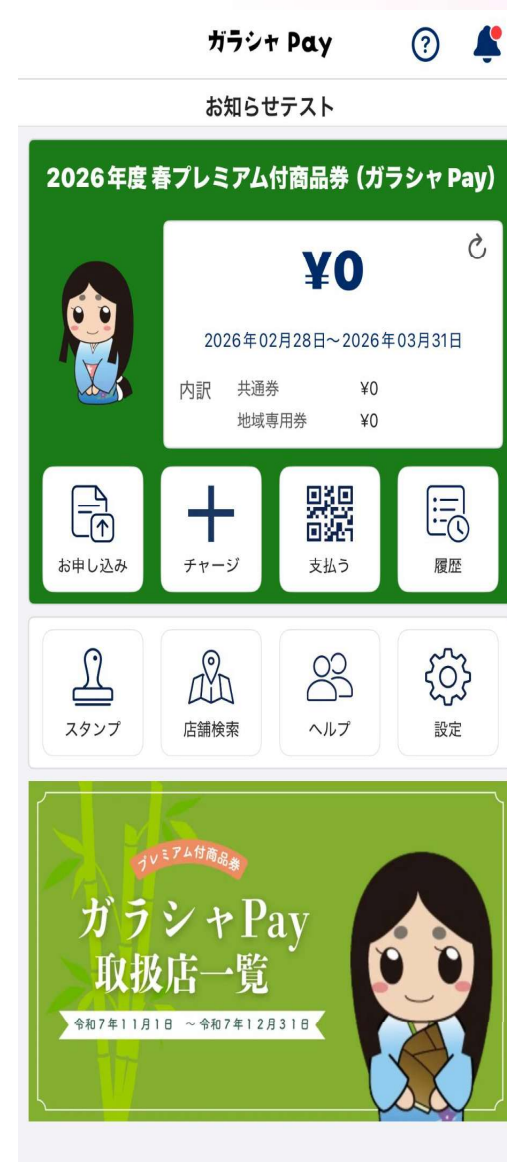 ガラシャ Pay
お知らせテスト
2026年度 春プレミアム付商品券 (ガラシャ Pay)
¥0
2026年02月28日～2026年03月31日
内訳 共通券 ¥0
地域専用券 ¥0
お申し込み チャージ 支払う 履歴
スタンプ 店舗検索 ヘルプ 設定
プレミアム付商品券
ガラシャPay
取扱店一覧
令和7年11月1日 ～令和7年12月31日